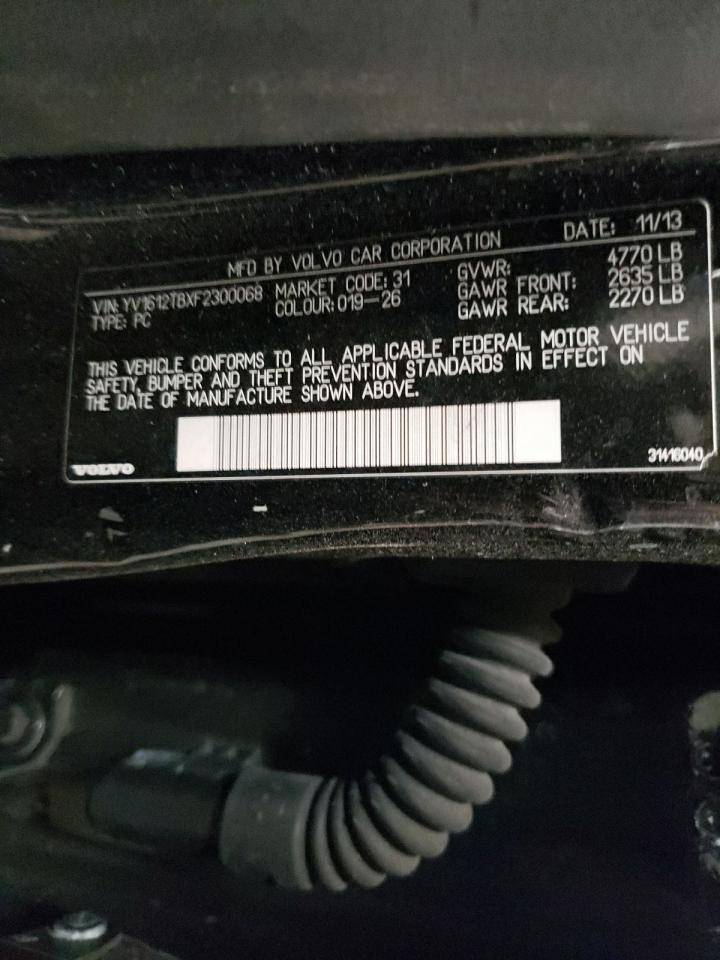 MFD BY VOLVO CAR CORPORATION DATE: 11/13
VIN: YV1612TBXF2300068 MARKET CODE: 31 GVWR: 4770 LB
TYPE: PC COLOUR: 019-26 GAWR FRONT: 2635 LB
GAWR REAR: 2270 LB
THIS VEHICLE CONFORMS TO ALL APPLICABLE FEDERAL MOTOR VEHICLE
SAFETY, BUMPER AND THEFT PREVENTION STANDARDS IN EFFECT ON
THE DATE OF MANUFACTURE SHOWN ABOVE.
VOLVO 31416040